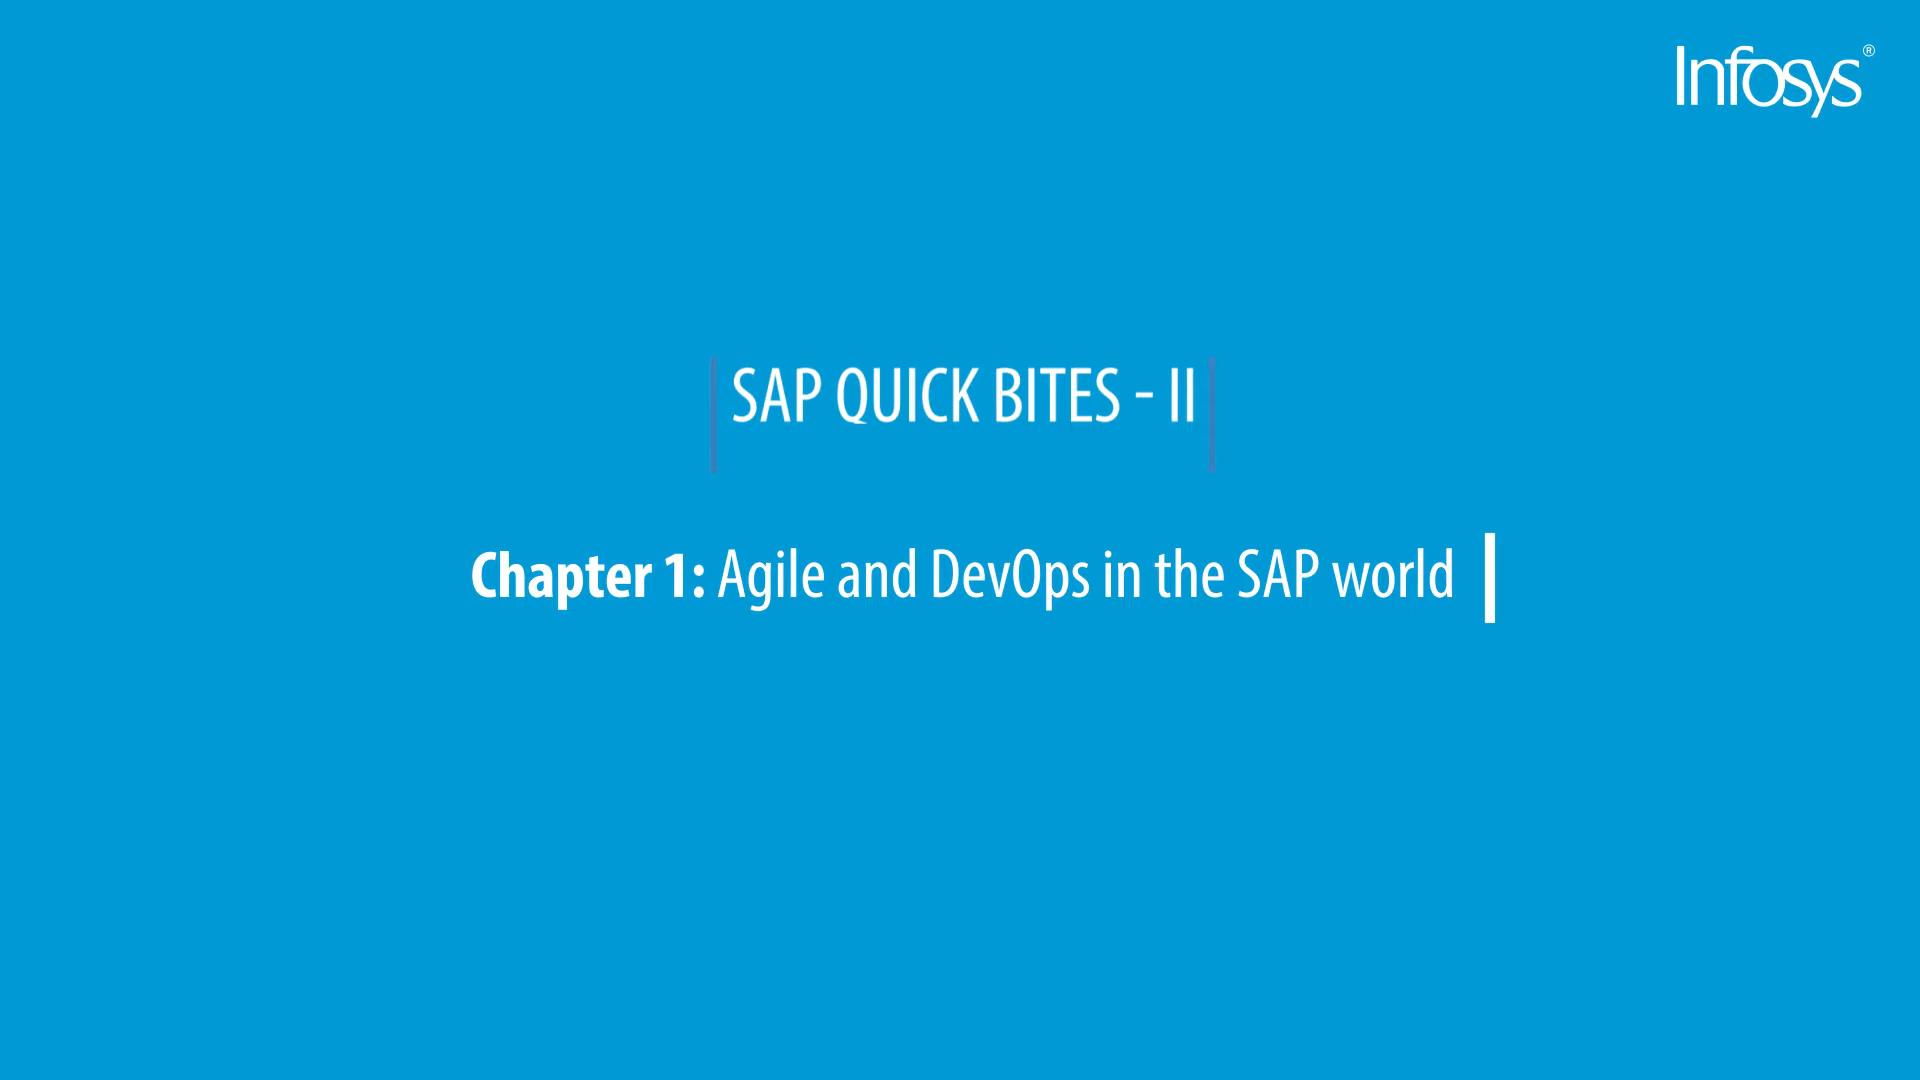 Infosys®
SAP QUICK BITES - II
Chapter 1: Agile and DevOps in the SAP world